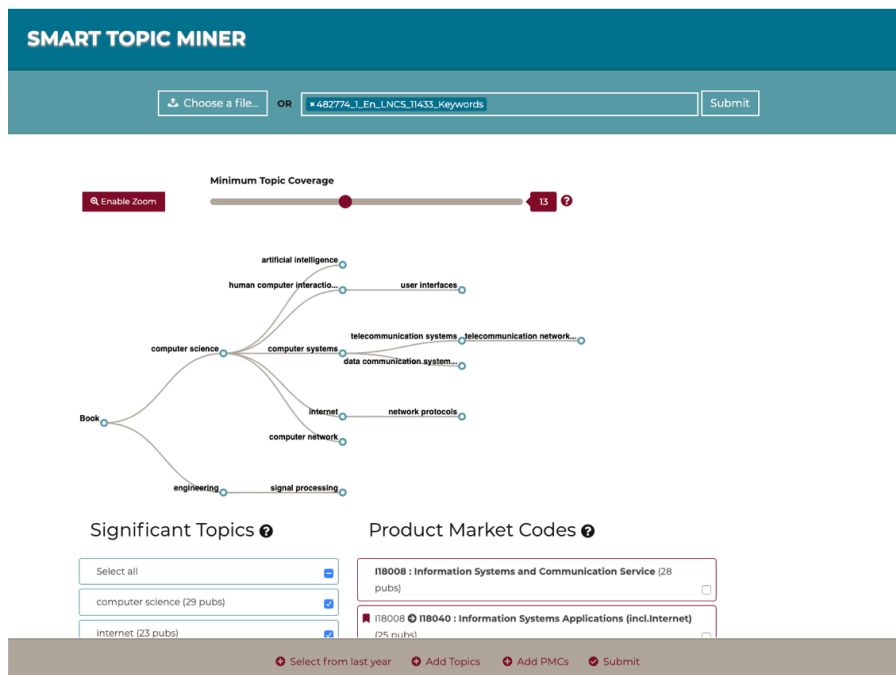 SMART TOPIC MINER
Choose a file... OR ×482774_1_En_LNCS_11433_Keywords Submit
Minimum Topic Coverage
Enable Zoom 13 ?
artificial intelligence
human computer interactio... user interfaces
telecommunication systems telecommunication network...
computer science computer systems
data communication system...
internet network protocols
Book
computer network
engineering signal processing
Significant Topics ? Product Market Codes ?
Select all
I18008 : Information Systems and Communication Service (28
pubs)
computer science (29 pubs)
I18008 I18040 : Information Systems Applications (incl.Internet)
internet (23 pubs)
(25 pubs)
Select from last year Add Topics Add PMCs Submit